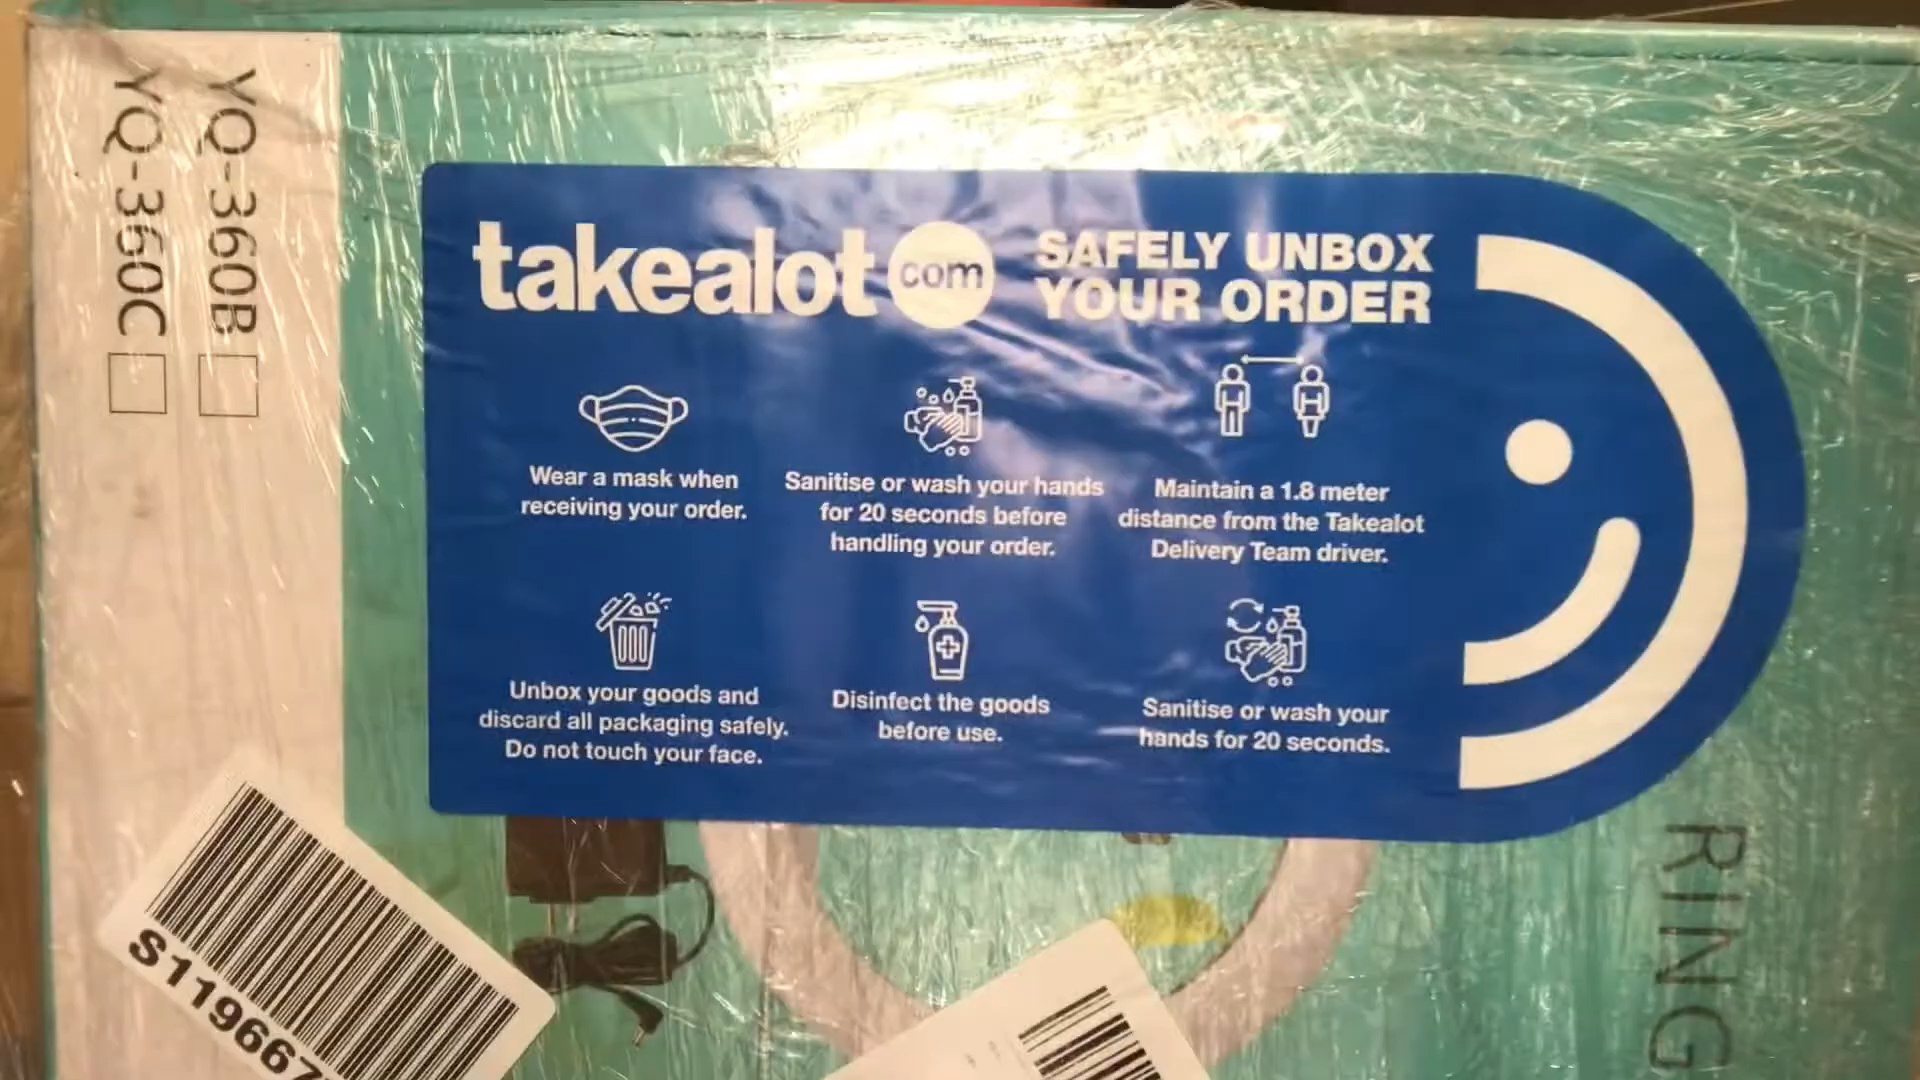 YQ-360B
YQ-360C
takealot com
SAFELY UNBOX
YOUR ORDER
Wear a mask when
receiving your order.
Sanitise or wash your hands
for 20 seconds before
handling your order.
Maintain a 1.8 meter
distance from the Takealot
Delivery Team driver.
Unbox your goods and
discard all packaging safely.
Do not touch your face.
Disinfect the goods
before use.
Sanitise or wash your
hands for 20 seconds.
RING
S119667